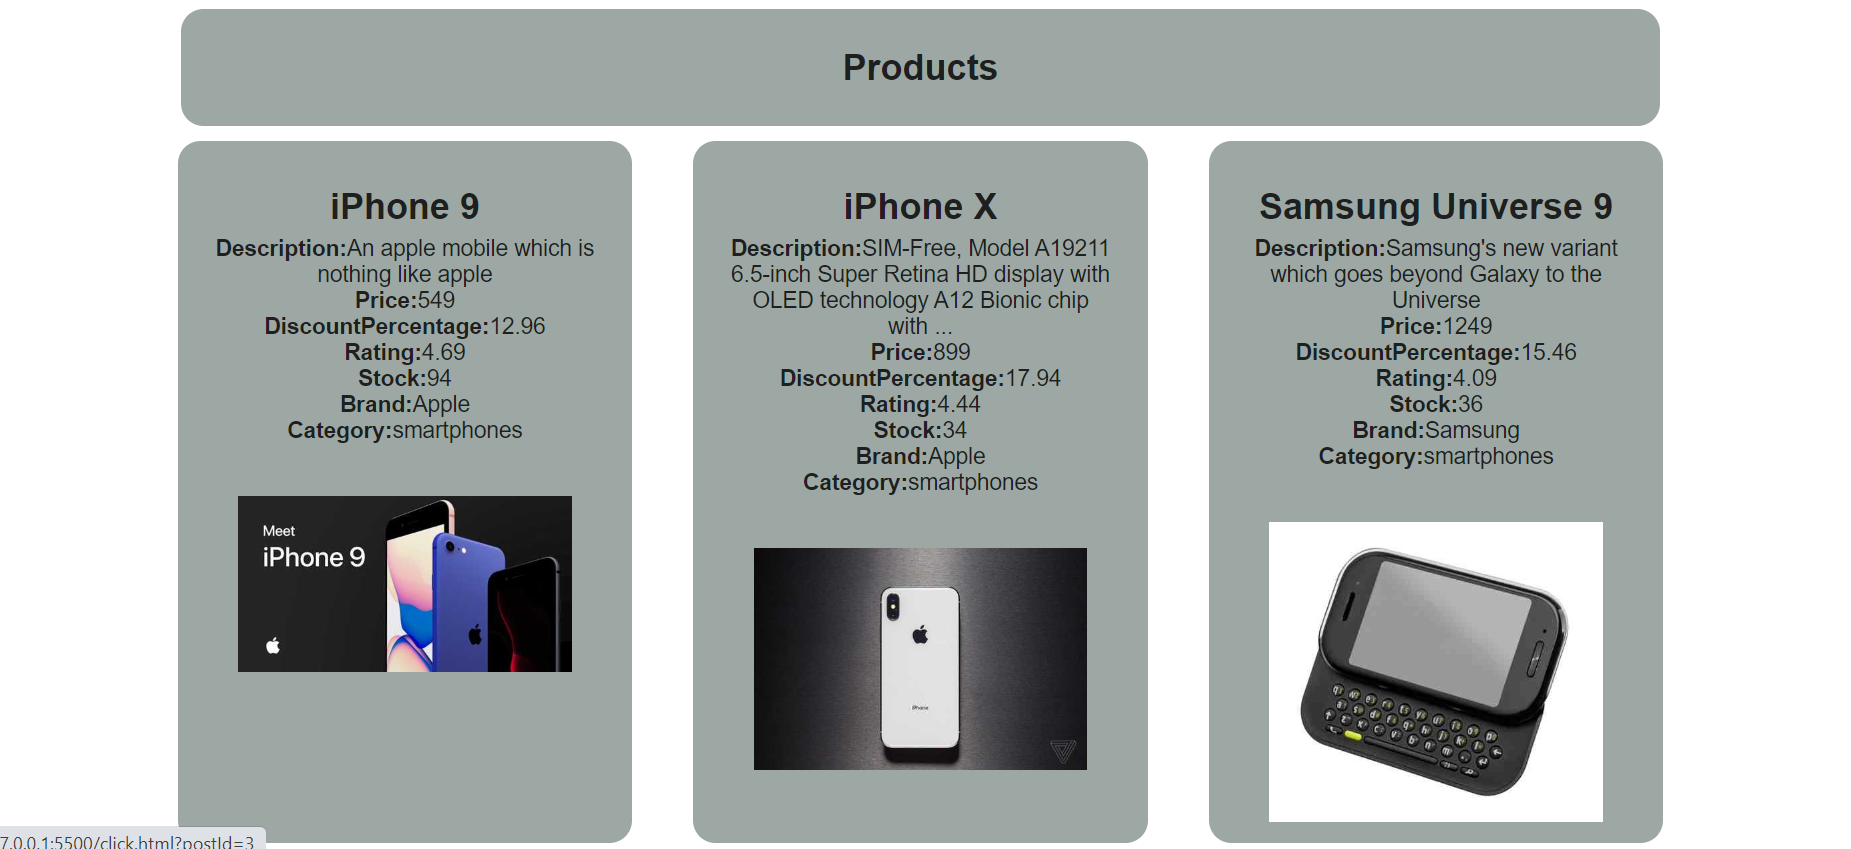 Products
iPhone 9
Description:An apple mobile which is
nothing like apple
Price:549
DiscountPercentage:12.96
Rating:4.69
Stock:94
Brand:Apple
Category:smartphones
Meet
iPhone 9
iPhone X
Description:SIM-Free, Model A19211
6.5-inch Super Retina HD display with
OLED technology A12 Bionic chip
with ...
Price:899
DiscountPercentage:17.94
Rating:4.44
Stock:34
Brand:Apple
Category:smartphones
iPhone
Samsung Universe 9
Description:Samsung's new variant
which goes beyond Galaxy to the
Universe
Price:1249
DiscountPercentage:15.46
Rating:4.09
Stock:36
Brand:Samsung
Category:smartphones
7.0.0.1:5500/click.html?postId=3